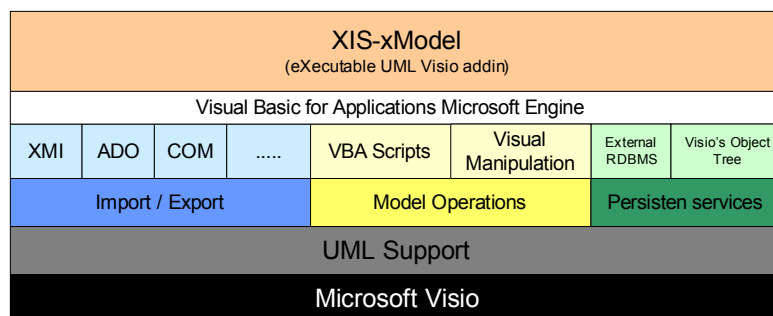 XIS-xModel
(eXecutable UML Visio addin)
Visual Basic for Applications Microsoft Engine
XMI
ADO
COM
.....
VBA Scripts
Visual
Manipulation
External
RDBMS
Visio's Object
Tree
Import / Export
Model Operations
Persisten services
UML Support
Microsoft Visio